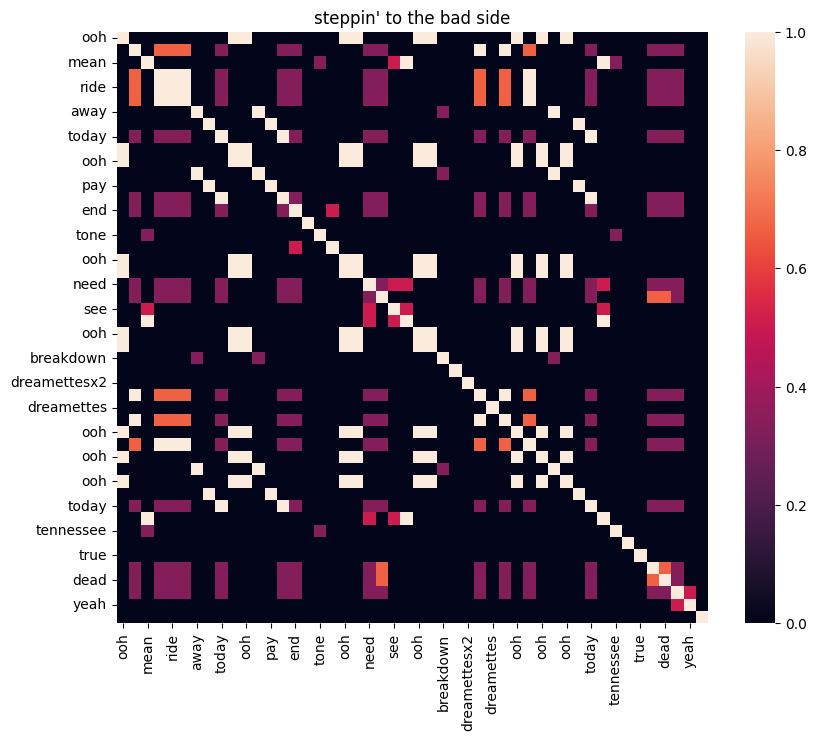 steppin' to the bad side
ooh
mean
ride
away
today
ooh
pay
end
tone
ooh
need
see
ooh
breakdown
dreamettesx2
dreamettes
ooh
ooh
ooh
today
tennessee
true
dead
yeah
1.0
0.8
0.6
0.4
0.2
0.0
ooh
mean
ride
away
today
ooh
pay
end
tone
ooh
need
see
ooh
breakdown
dreamettesx2
dreamettes
ooh
ooh
ooh
today
tennessee
true
dead
yeah